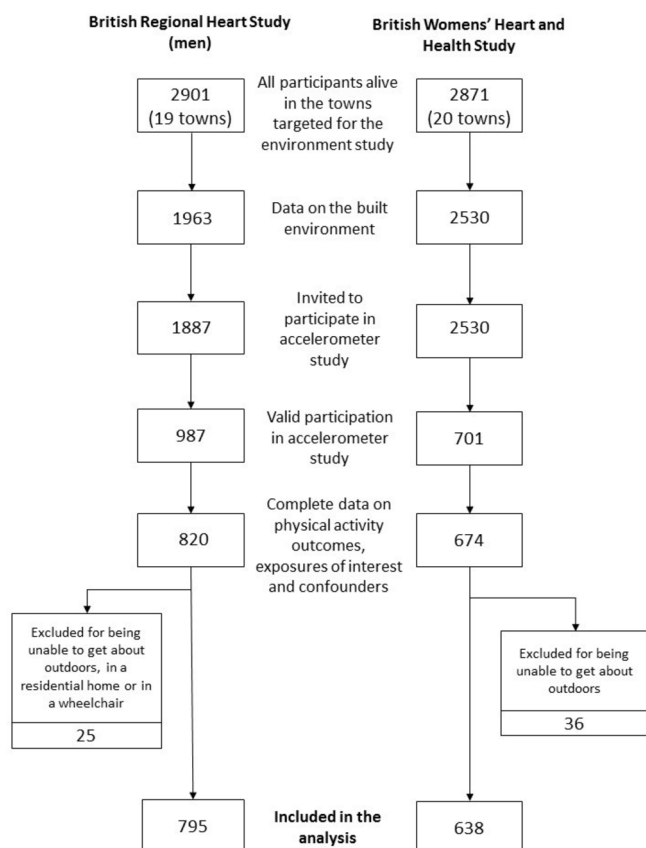 British Regional Heart Study
(men)
British Womens’ Heart and
Health Study
2901
(19 towns)
All participants alive
in the towns
targeted for the
environment study
2871
(20 towns)
1963
Data on the built
environment
2530
1887
Invited to
participate in
accelerometer
study
2530
987
Valid participation
in accelerometer
study
701
820
Complete data on
physical activity
outcomes,
exposures of interest
and confounders
674
Excluded for being
unable to get about
outdoors, in a
residential home or in
a wheelchair
25
Excluded for being
unable to get about
outdoors
36
795
Included in the
analysis
638